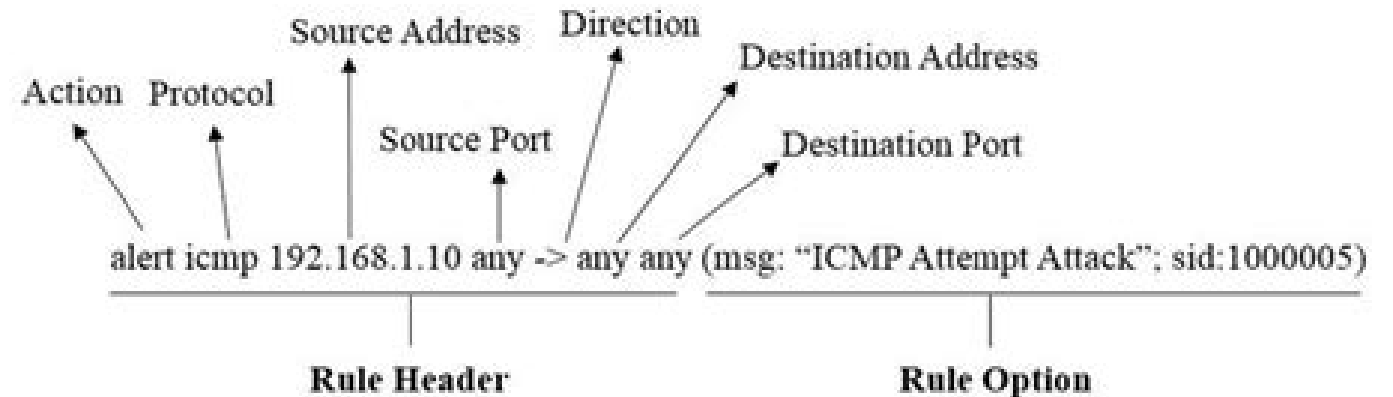 Source Address Direction
Destination Address
Action Protocol
Source Port
Destination Port
alert icmp 192.168.1.10 any -> any any (msg: “ICMP Attempt Attack”; sid:1000005)
Rule Header
Rule Option